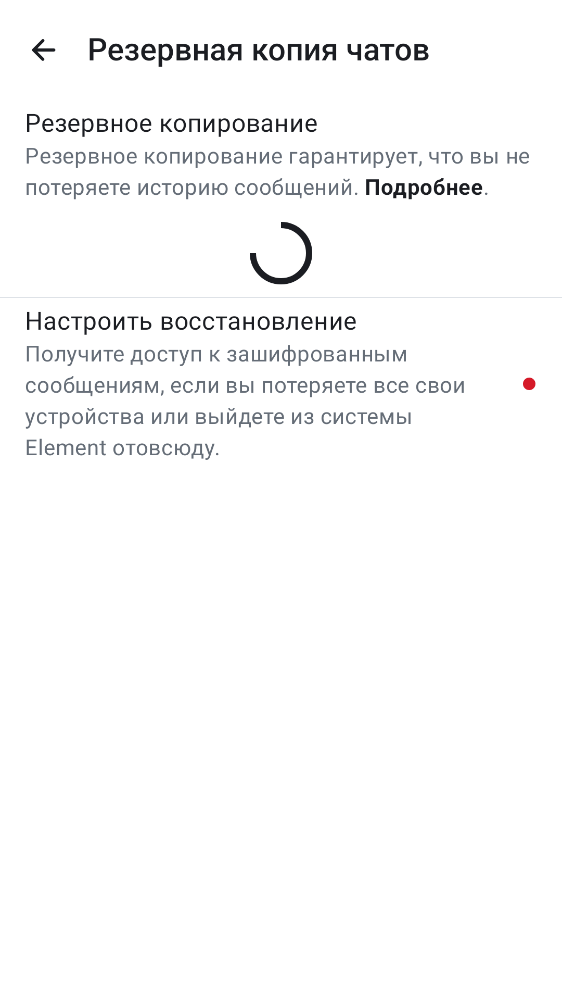 Резервная копия чатов
Резервное копирование
Резервное копирование гарантирует, что вы не
потеряете историю сообщений. Подробнее.
Настроить восстановление
Получите доступ к зашифрованным
сообщениям, если вы потеряете все свои
устройства или выйдете из системы
Element отовсюду.